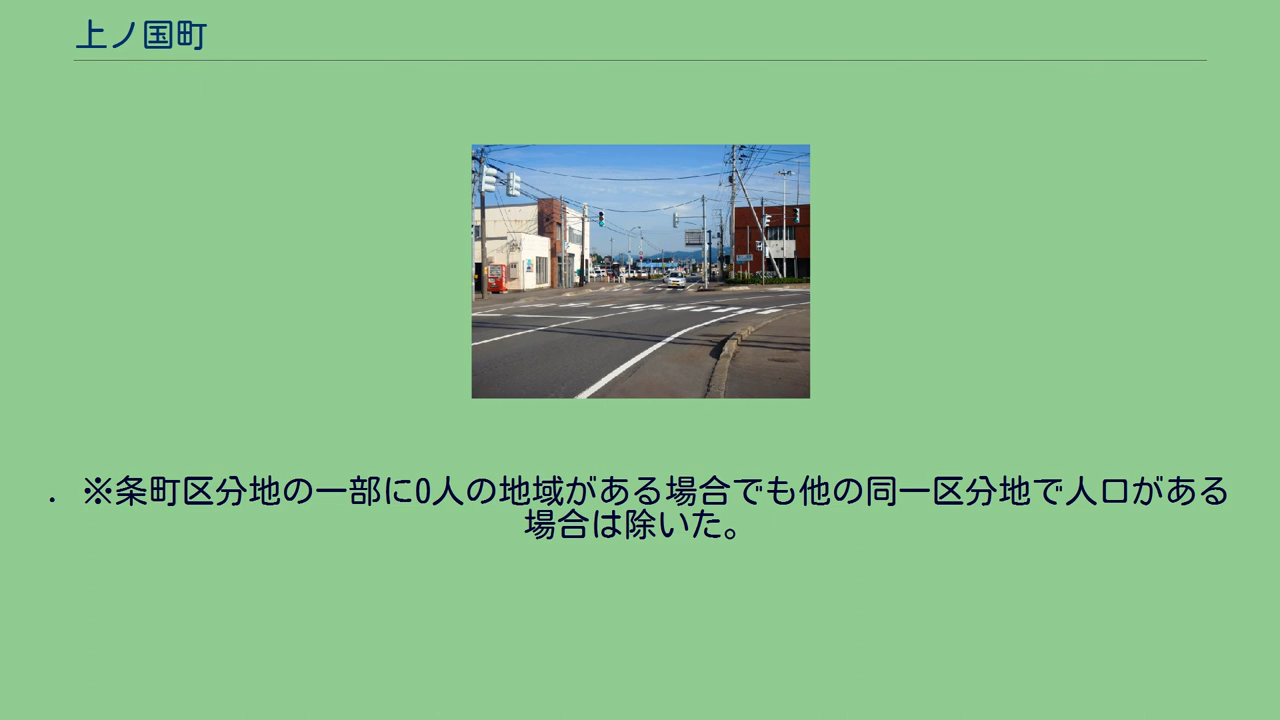 上ノ国町
. ※条町区分地の一部に0人の地域がある場合でも他の同一区分地で人口がある
場合は除いた。